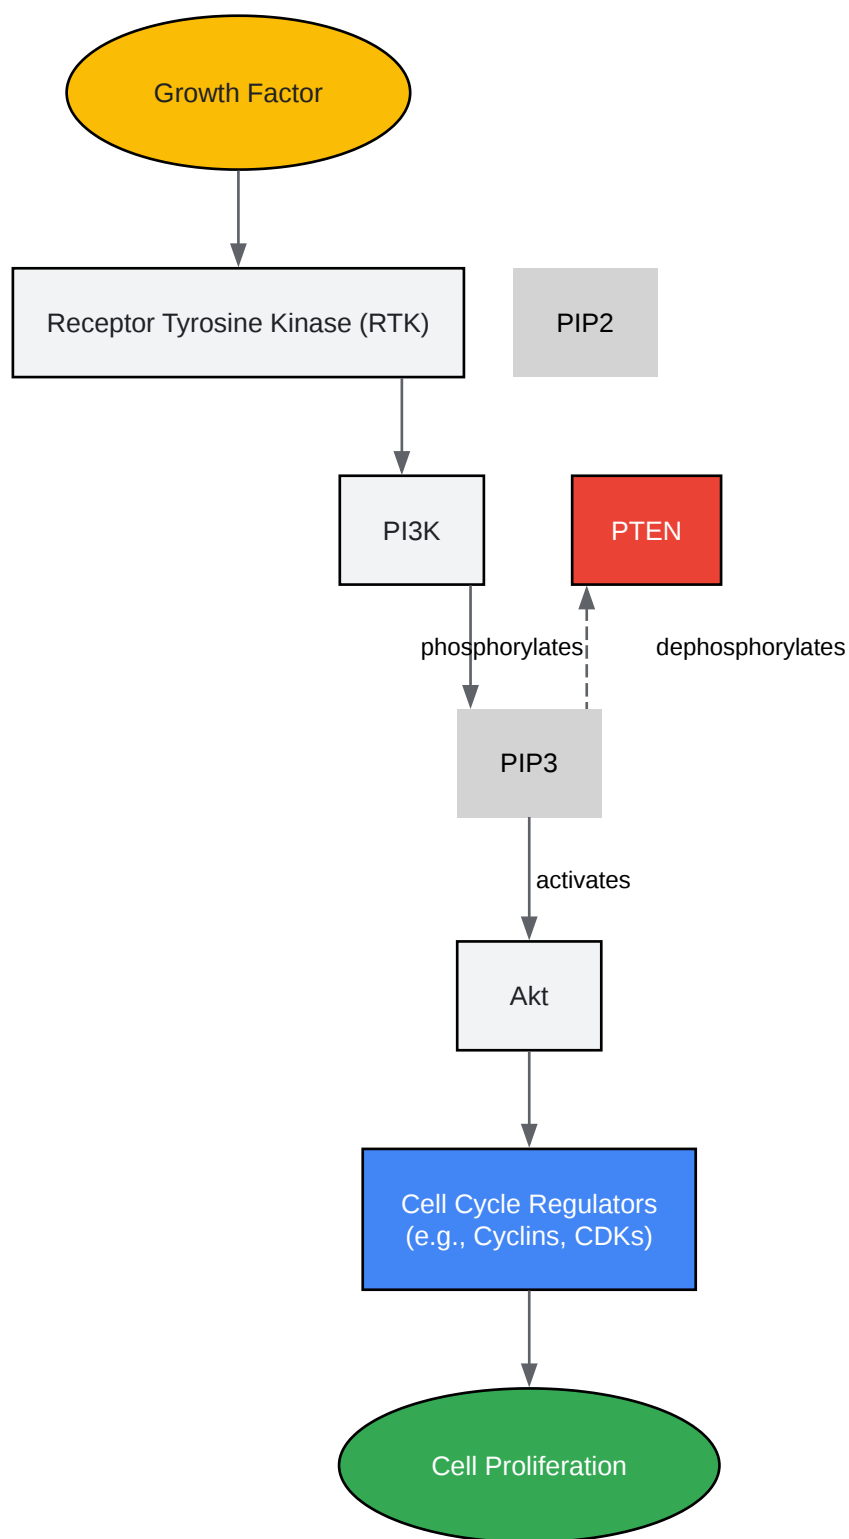 Growth Factor
Receptor Tyrosine Kinase (RTK)
PIP2
PI3K
PTEN
phosphorylates
dephosphorylates
PIP3
activates
Akt
Cell Cycle Regulators
(e.g., Cyclins, CDKs)
Cell Proliferation